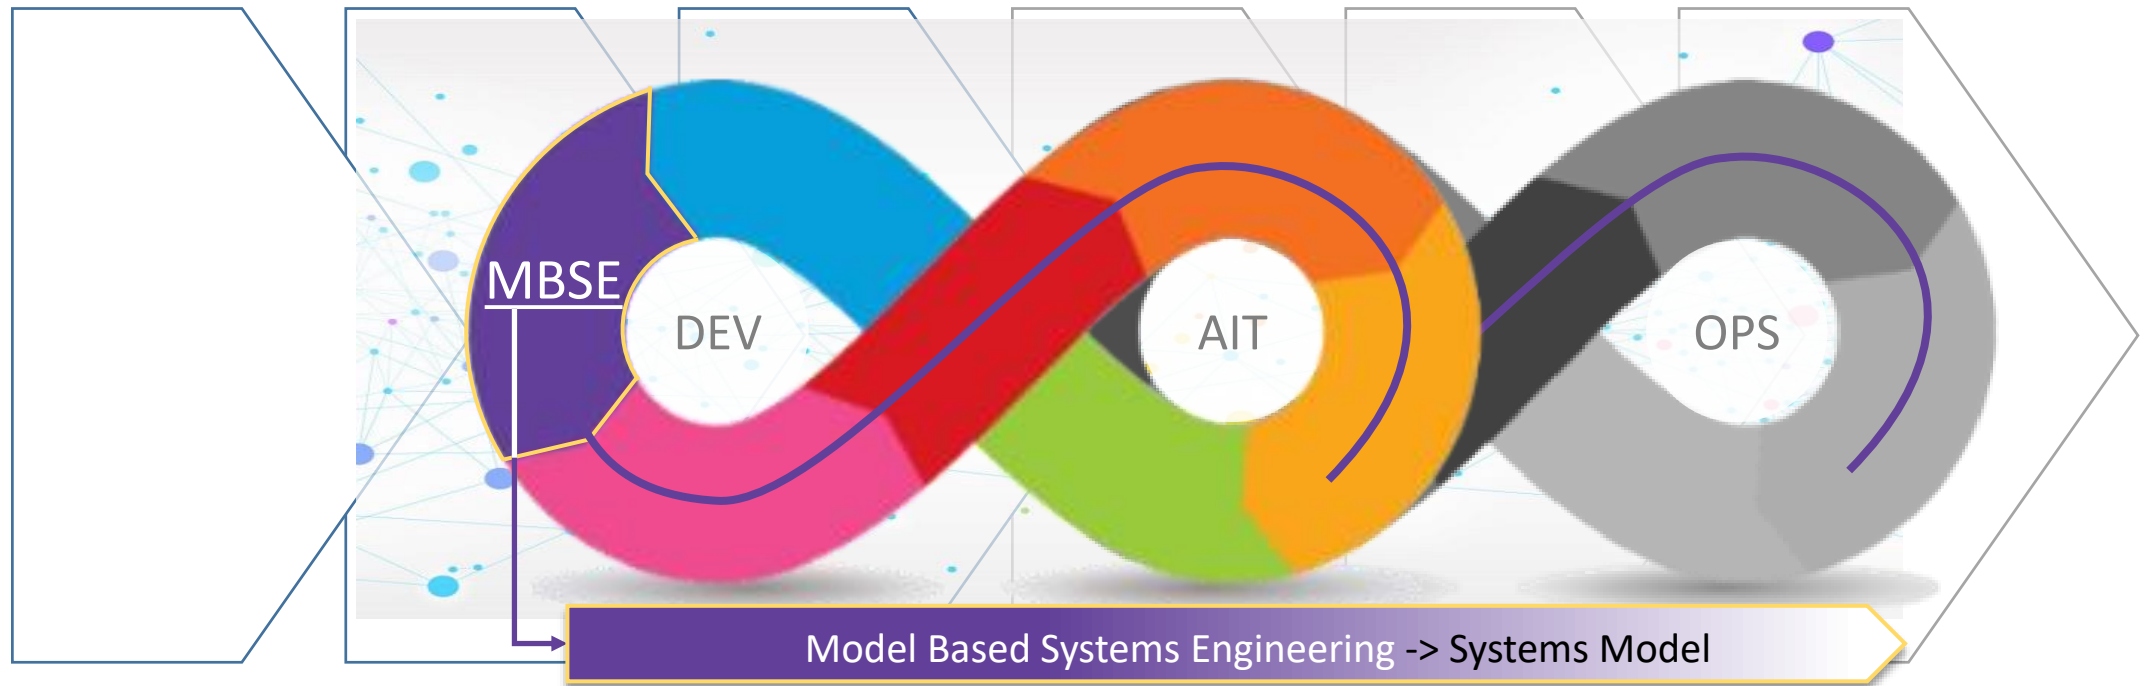 MBSE
DEV
AIT
OPS
Model Based Systems Engineering -> Systems Model